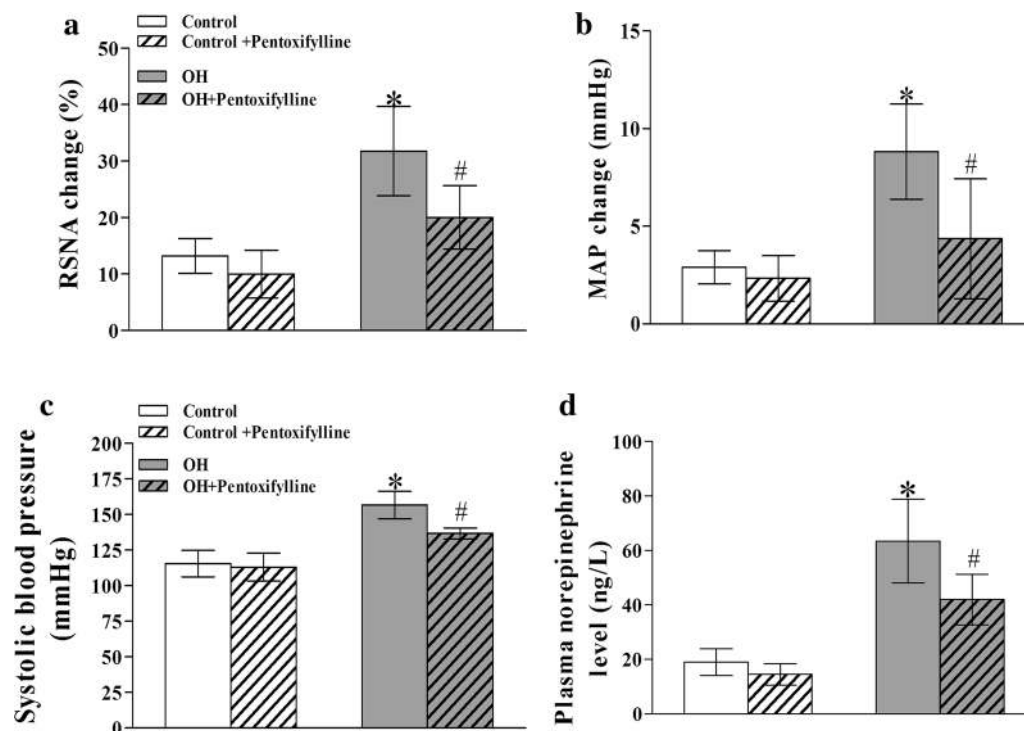 a
Control
Control +Pentoxifylline
OH
OH+Pentoxifylline
RSNA change (%)
50
40
30
20
10
0
*
#
b
MAP change (mmHg)
15
10
5
0
*
#
c
Control
Control +Pentoxifylline
OH
OH+Pentoxifylline
Systolic blood pressure
(mmHg)
200
175
150
125
100
75
50
25
0
*
#
d
Plasma norepinephrine
level (ng/L)
100
80
60
40
20
0
*
#